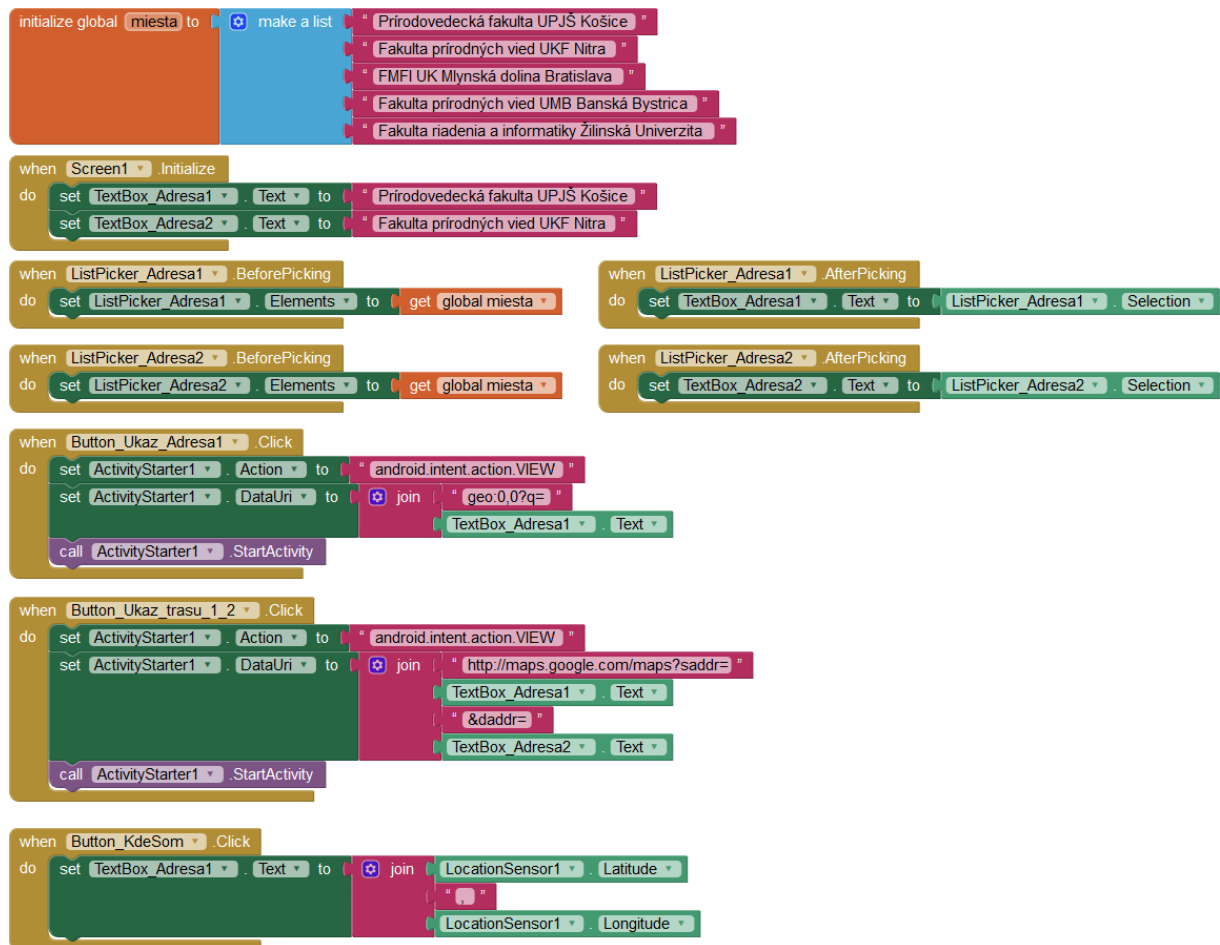 initialize global miesta to make a list " Prírodovedecká fakulta UPJŠ Košice "
" Fakulta prírodných vied UKF Nitra "
" FMFI UK Mlynská dolina Bratislava "
" Fakulta prírodných vied UMB Banská Bystrica "
" Fakulta riadenia a informatiky Žilinská Univerzita "
when Screen1 .Initialize
do set TextBox_Adresa1 . Text to " Prírodovedecká fakulta UPJŠ Košice "
set TextBox_Adresa2 . Text to " Fakulta prírodných vied UKF Nitra "
when ListPicker_Adresa1 .BeforePicking
do set ListPicker_Adresa1 . Elements to get global miesta
when ListPicker_Adresa1 .AfterPicking
do set TextBox_Adresa1 . Text to ListPicker_Adresa1 . Selection
when ListPicker_Adresa2 .BeforePicking
do set ListPicker_Adresa2 . Elements to get global miesta
when ListPicker_Adresa2 .AfterPicking
do set TextBox_Adresa2 . Text to ListPicker_Adresa2 . Selection
when Button_Ukaz_Adresa1 .Click
do set ActivityStarter1 . Action to " android.intent.action.VIEW "
set ActivityStarter1 . DataUri to join " geo:0,0?q= "
TextBox_Adresa1 . Text
call ActivityStarter1 .StartActivity
when Button_Ukaz_trasu_1_2 .Click
do set ActivityStarter1 . Action to " android.intent.action.VIEW "
set ActivityStarter1 . DataUri to join " http://maps.google.com/maps?saddr= "
TextBox_Adresa1 . Text
" &daddr= "
TextBox_Adresa2 . Text
call ActivityStarter1 .StartActivity
when Button_KdeSom .Click
do set TextBox_Adresa1 . Text to join LocationSensor1 . Latitude
" , "
LocationSensor1 . Longitude